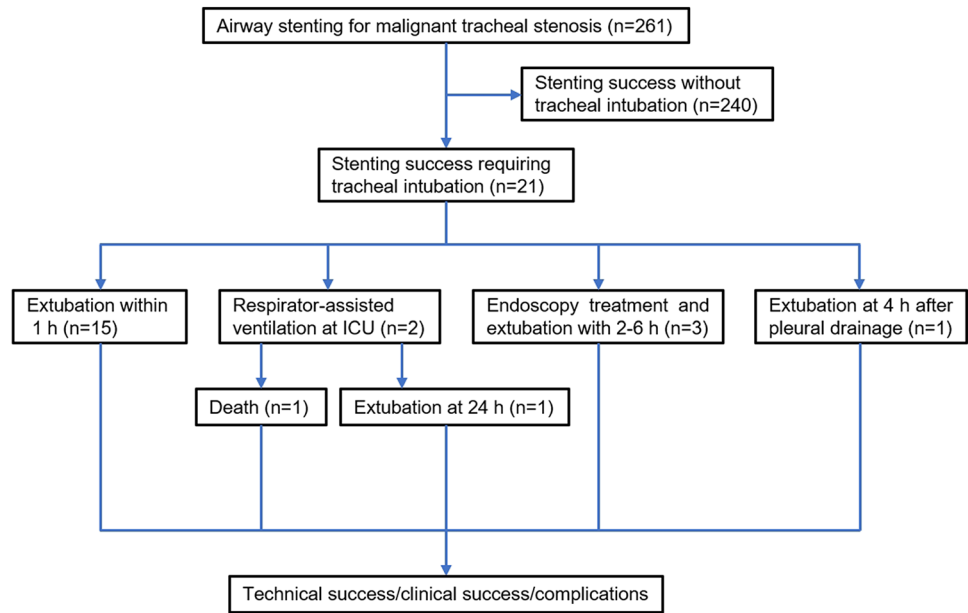 Airway stenting for malignant tracheal stenosis (n=261)
Stenting success without
tracheal intubation (n=240)
Stenting success requiring
tracheal intubation (n=21)
Extubation within
1 h (n=15)
Respirator-assisted
ventilation at ICU (n=2)
Endoscopy treatment and
extubation with 2-6 h (n=3)
Extubation at 4 h after
pleural drainage (n=1)
Death (n=1)
Extubation at 24 h (n=1)
Technical success/clinical success/complications